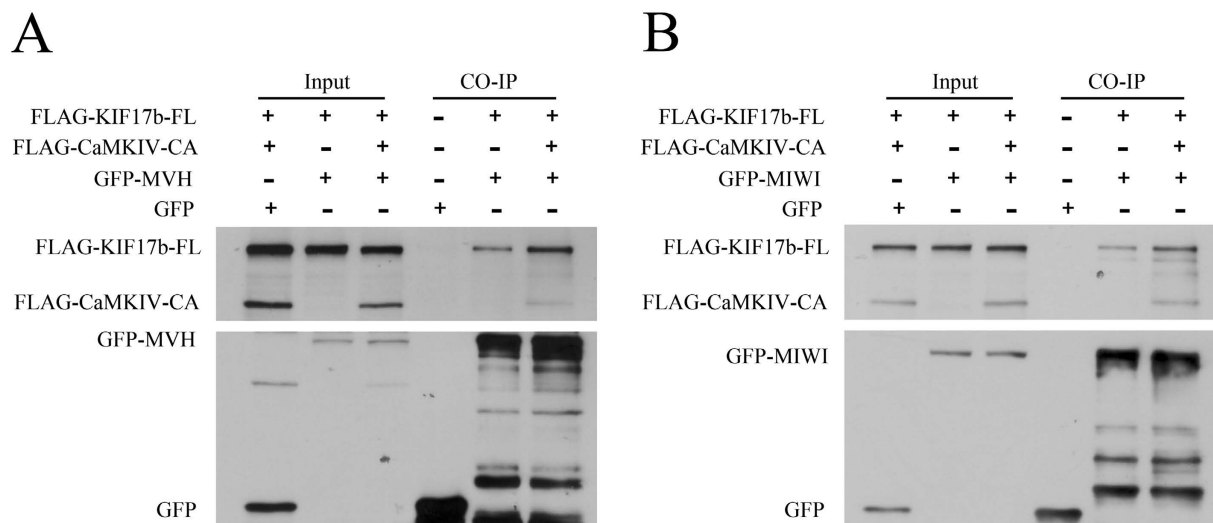 A
Input CO-IP
FLAG-KIF17b-FL + + + - + +
FLAG-CaMKIV-CA + - + - - +
GFP-MVH - + + - + +
GFP + - - + - -
FLAG-KIF17b-FL
FLAG-CaMKIV-CA
GFP-MVH
GFP
B
Input CO-IP
FLAG-KIF17b-FL + + + - + +
FLAG-CaMKIV-CA + - + - - +
GFP-MIWI - + + - + +
GFP + - - + - -
FLAG-KIF17b-FL
FLAG-CaMKIV-CA
GFP-MIWI
GFP